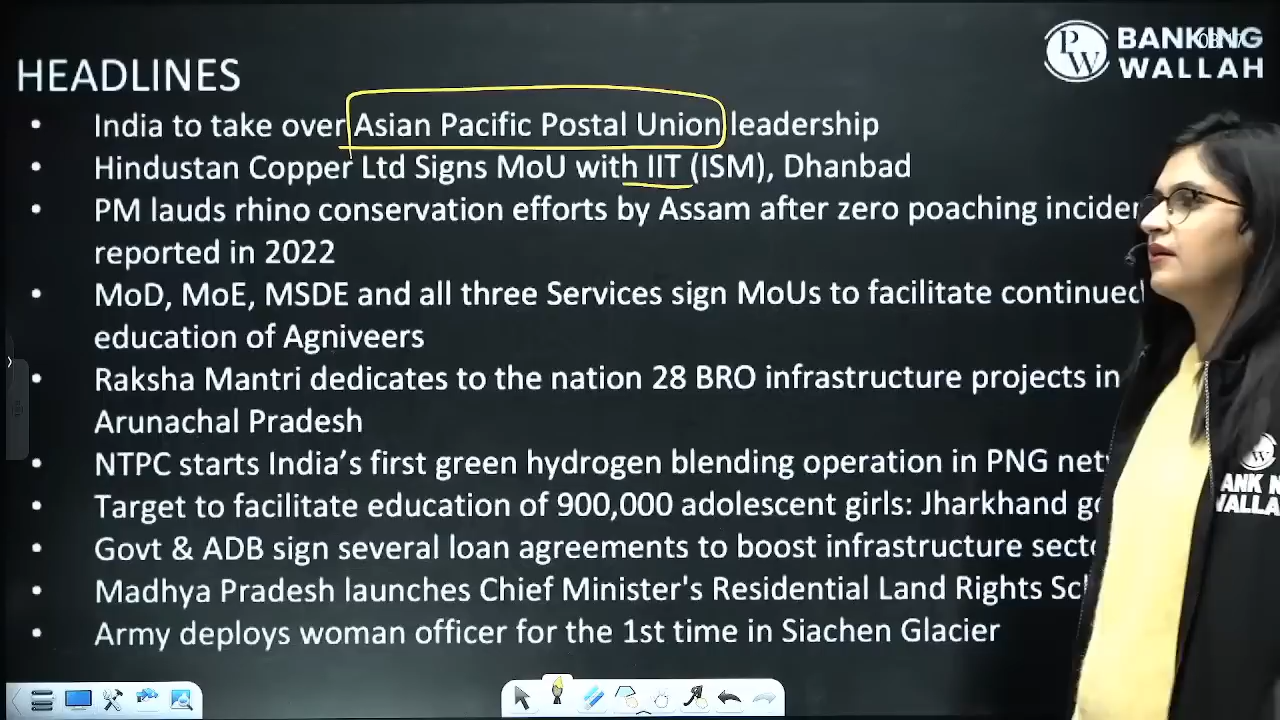 PW BANKING
WALLAH
HEADLINES
• India to take over Asian Pacific Postal Union leadership
• Hindustan Copper Ltd Signs MoU with IIT (ISM), Dhanbad
• PM lauds rhino conservation efforts by Assam after zero poaching
reported in 2022
• MoD, MoE, MSDE and all three Services sign MoUs to facilitate continued
education of Agniveers
• Raksha Mantri dedicates to the nation 28 BRO infrastructure projects in
Arunachal Pradesh
• NTPC starts India's first green hydrogen blending operation in PNG
• Target to facilitate education of 900,000 adolescent girls: Jharkhand
• Govt & ADB sign several loan agreements to boost infrastructure
• Madhya Pradesh launches Chief Minister's Residential Land Rights
• Army deploys woman officer for the 1st time in Siachen Glacier